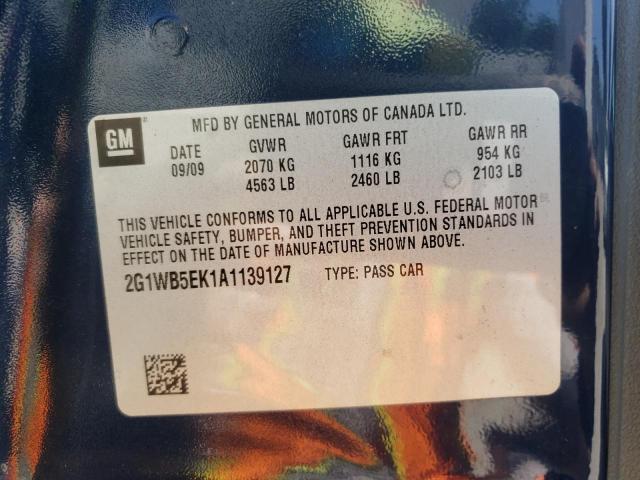 MFD BY GENERAL MOTORS OF CANADA LTD.
GM
DATE GVWR GAWR FRT GAWR RR
09/09 2070 KG 1116 KG 954 KG
4563 LB 2460 LB 2103 LB
THIS VEHICLE CONFORMS TO ALL APPLICABLE U.S. FEDERAL MOTOR
VEHICLE SAFETY, BUMPER, AND THEFT PREVENTION STANDARDS IN
EFFECT ON THE DATE OF MANUFACTURE SHOWN ABOVE.
2G1WB5EK1A1139127 TYPE: PASS CAR